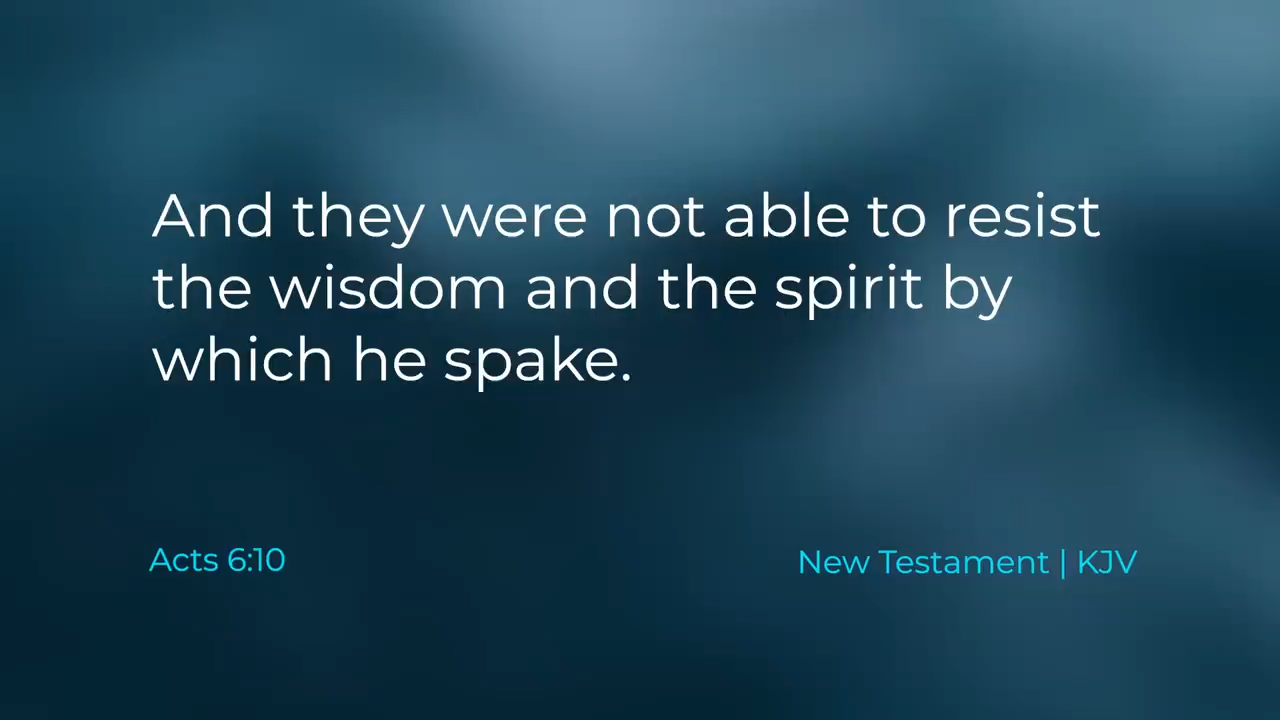 And they were not able to resist
the wisdom and the spirit by
which he spake.
Acts 6:10
New Testament | KJV